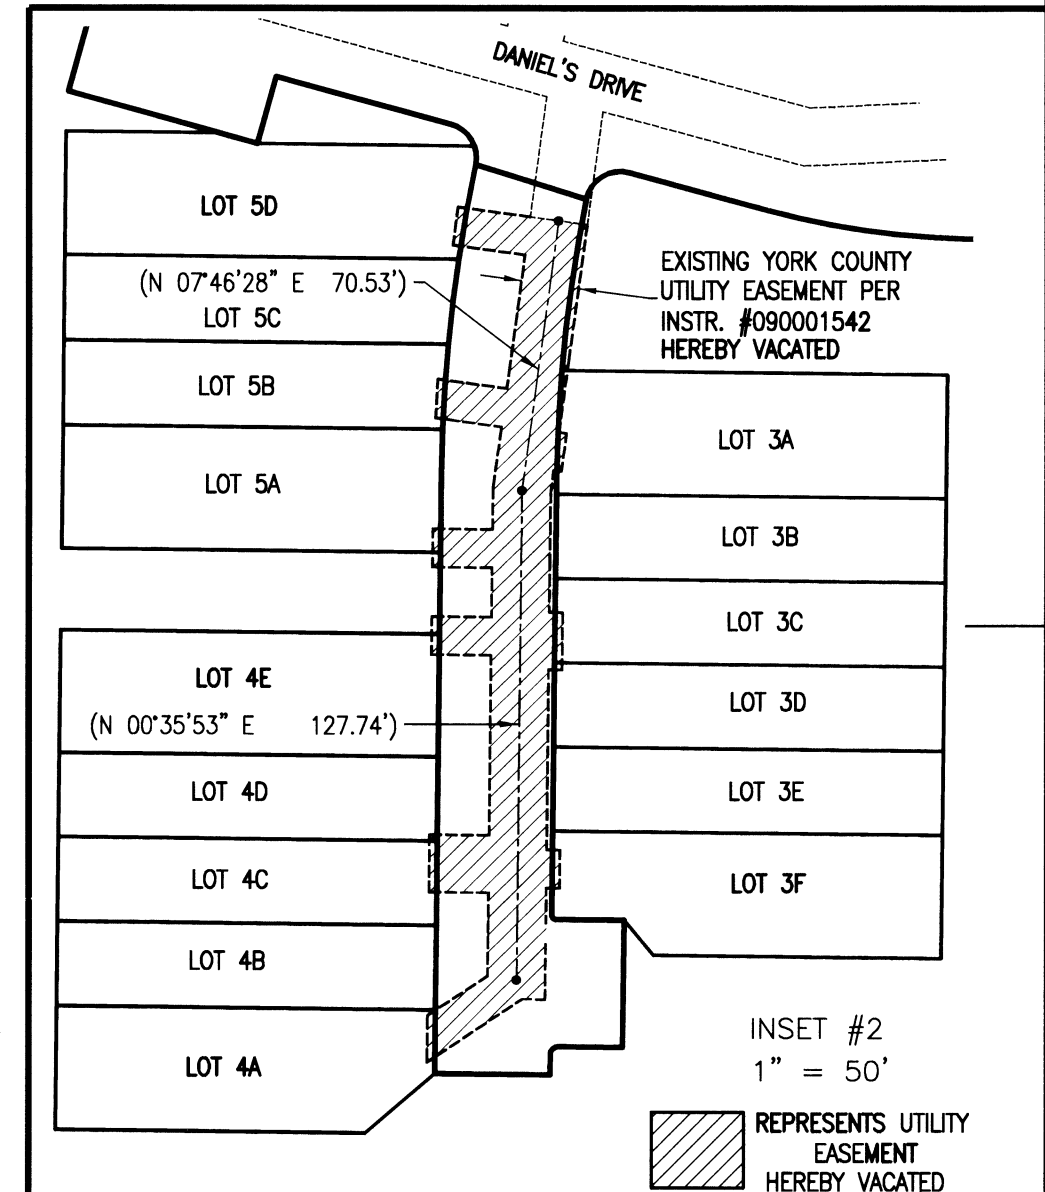 DANIEL'S DRIVE
LOT 5D
(N 07°46'28" E 70.53')
LOT 5C
LOT 5B
LOT 5A
EXISTING YORK COUNTY
UTILITY EASEMENT PER
INSTR. #090001542
HEREBY VACATED
LOT 3A
LOT 3B
LOT 3C
LOT 3D
LOT 3E
LOT 3F
LOT 4E
(N 00°35'53" E 127.74')
LOT 4D
LOT 4C
LOT 4B
LOT 4A
INSET #2
1" = 50'
REPRESENTS UTILITY
EASEMENT
HEREBY VACATED